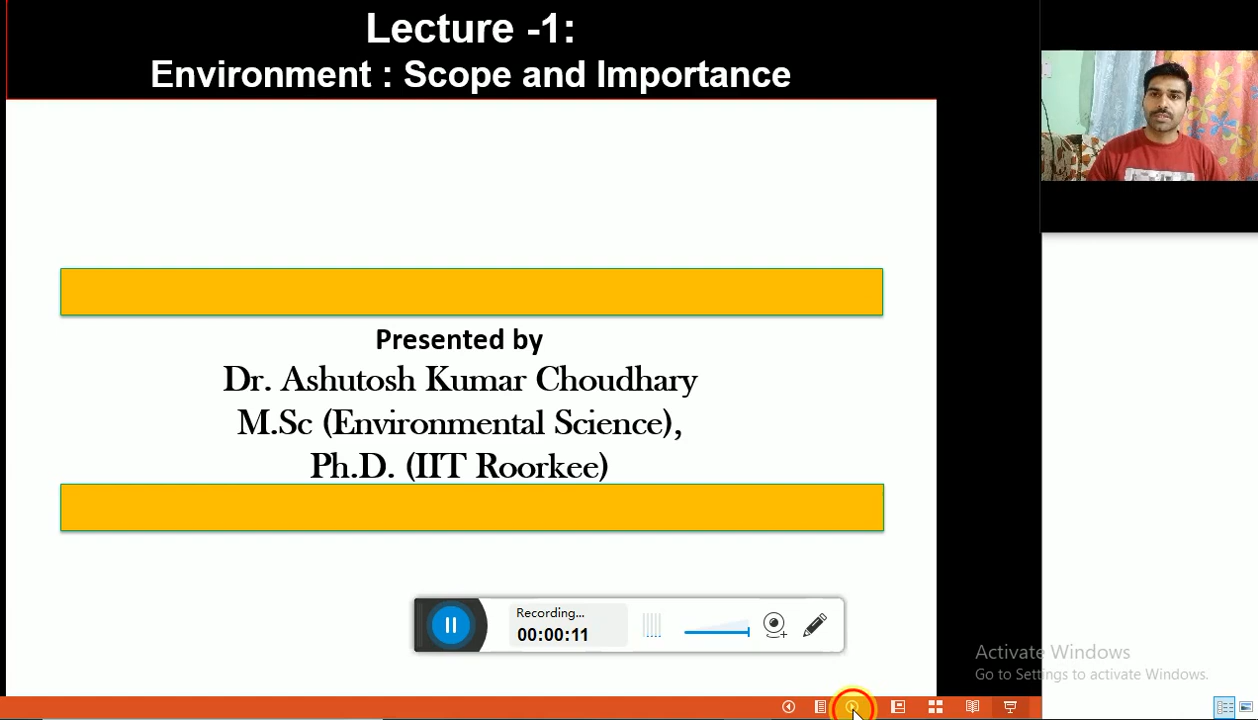 Lecture -1:
Environment : Scope and Importance
Presented by
Dr. Ashutosh Kumar Choudhary
M.Sc (Environmental Science),
Ph.D. (IIT Roorkee)
Recording...
00:00:11
Activate Windows
Go to Settings to activate Windows.